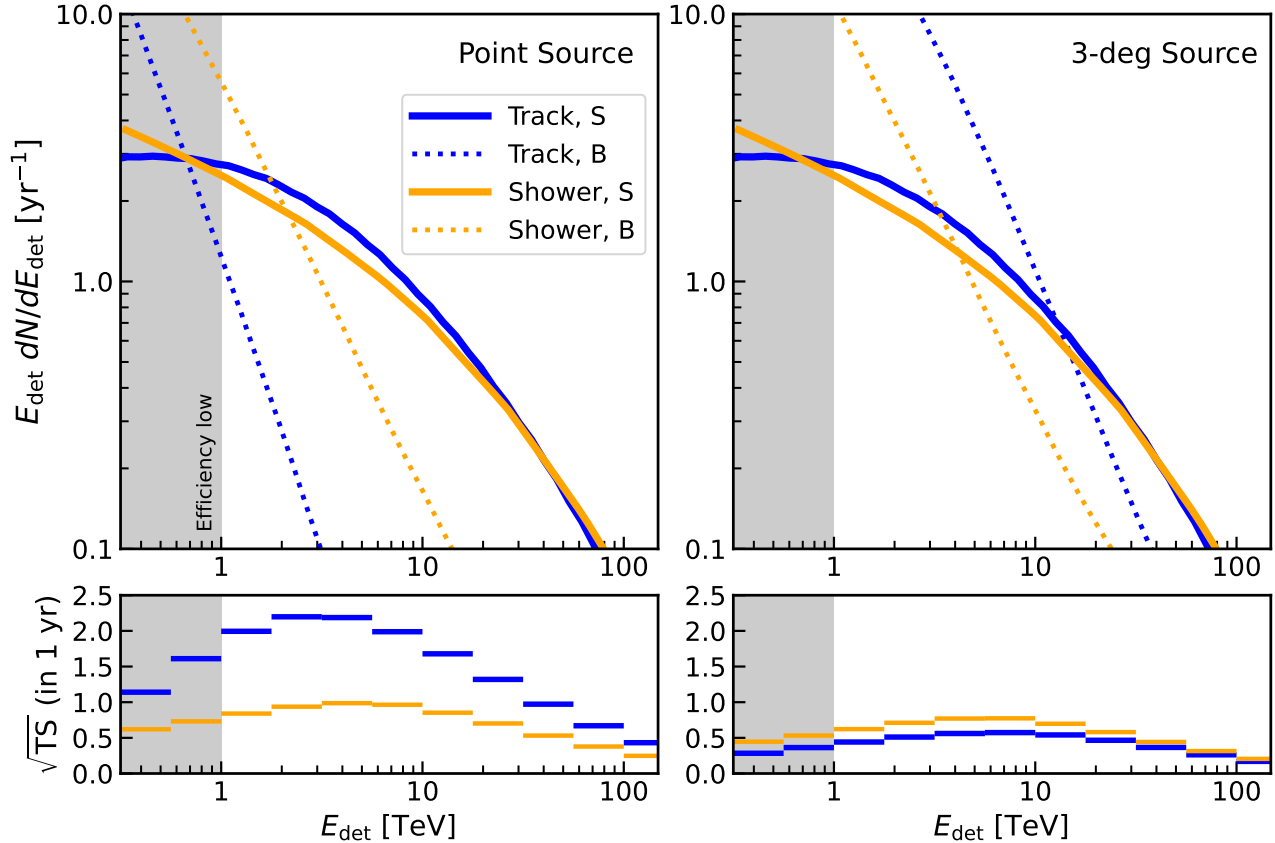 Point Source
Track, S
Track, B
Shower, S
Shower, B
Efficiency low
E_det dN/dE_det [yr⁻¹]
10.0
1.0
0.1
1
10
100
3-deg Source
10.0
1.0
0.1
1
10
100
√TS (in 1 yr)
2.5
2.0
1.5
1.0
0.5
0.0
1
10
100
E_det [TeV]
2.5
2.0
1.5
1.0
0.5
0.0
1
10
100
E_det [TeV]